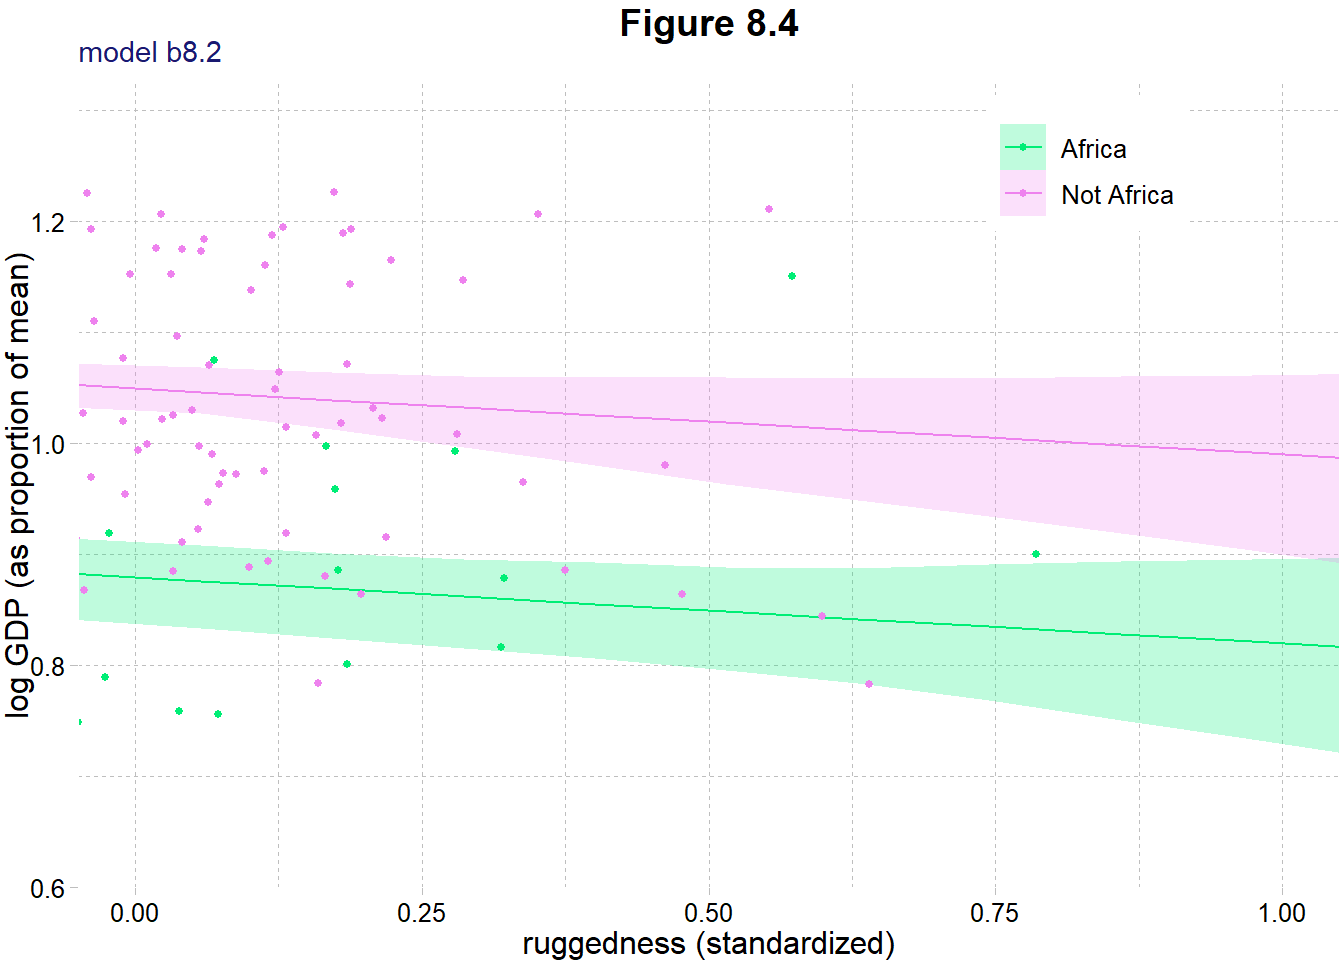 Figure 8.4
model b8.2
Africa
Not Africa
log GDP (as proportion of mean)
1.2
1.0
0.8
0.6
0.00
0.25
0.50
0.75
1.00
ruggedness (standardized)